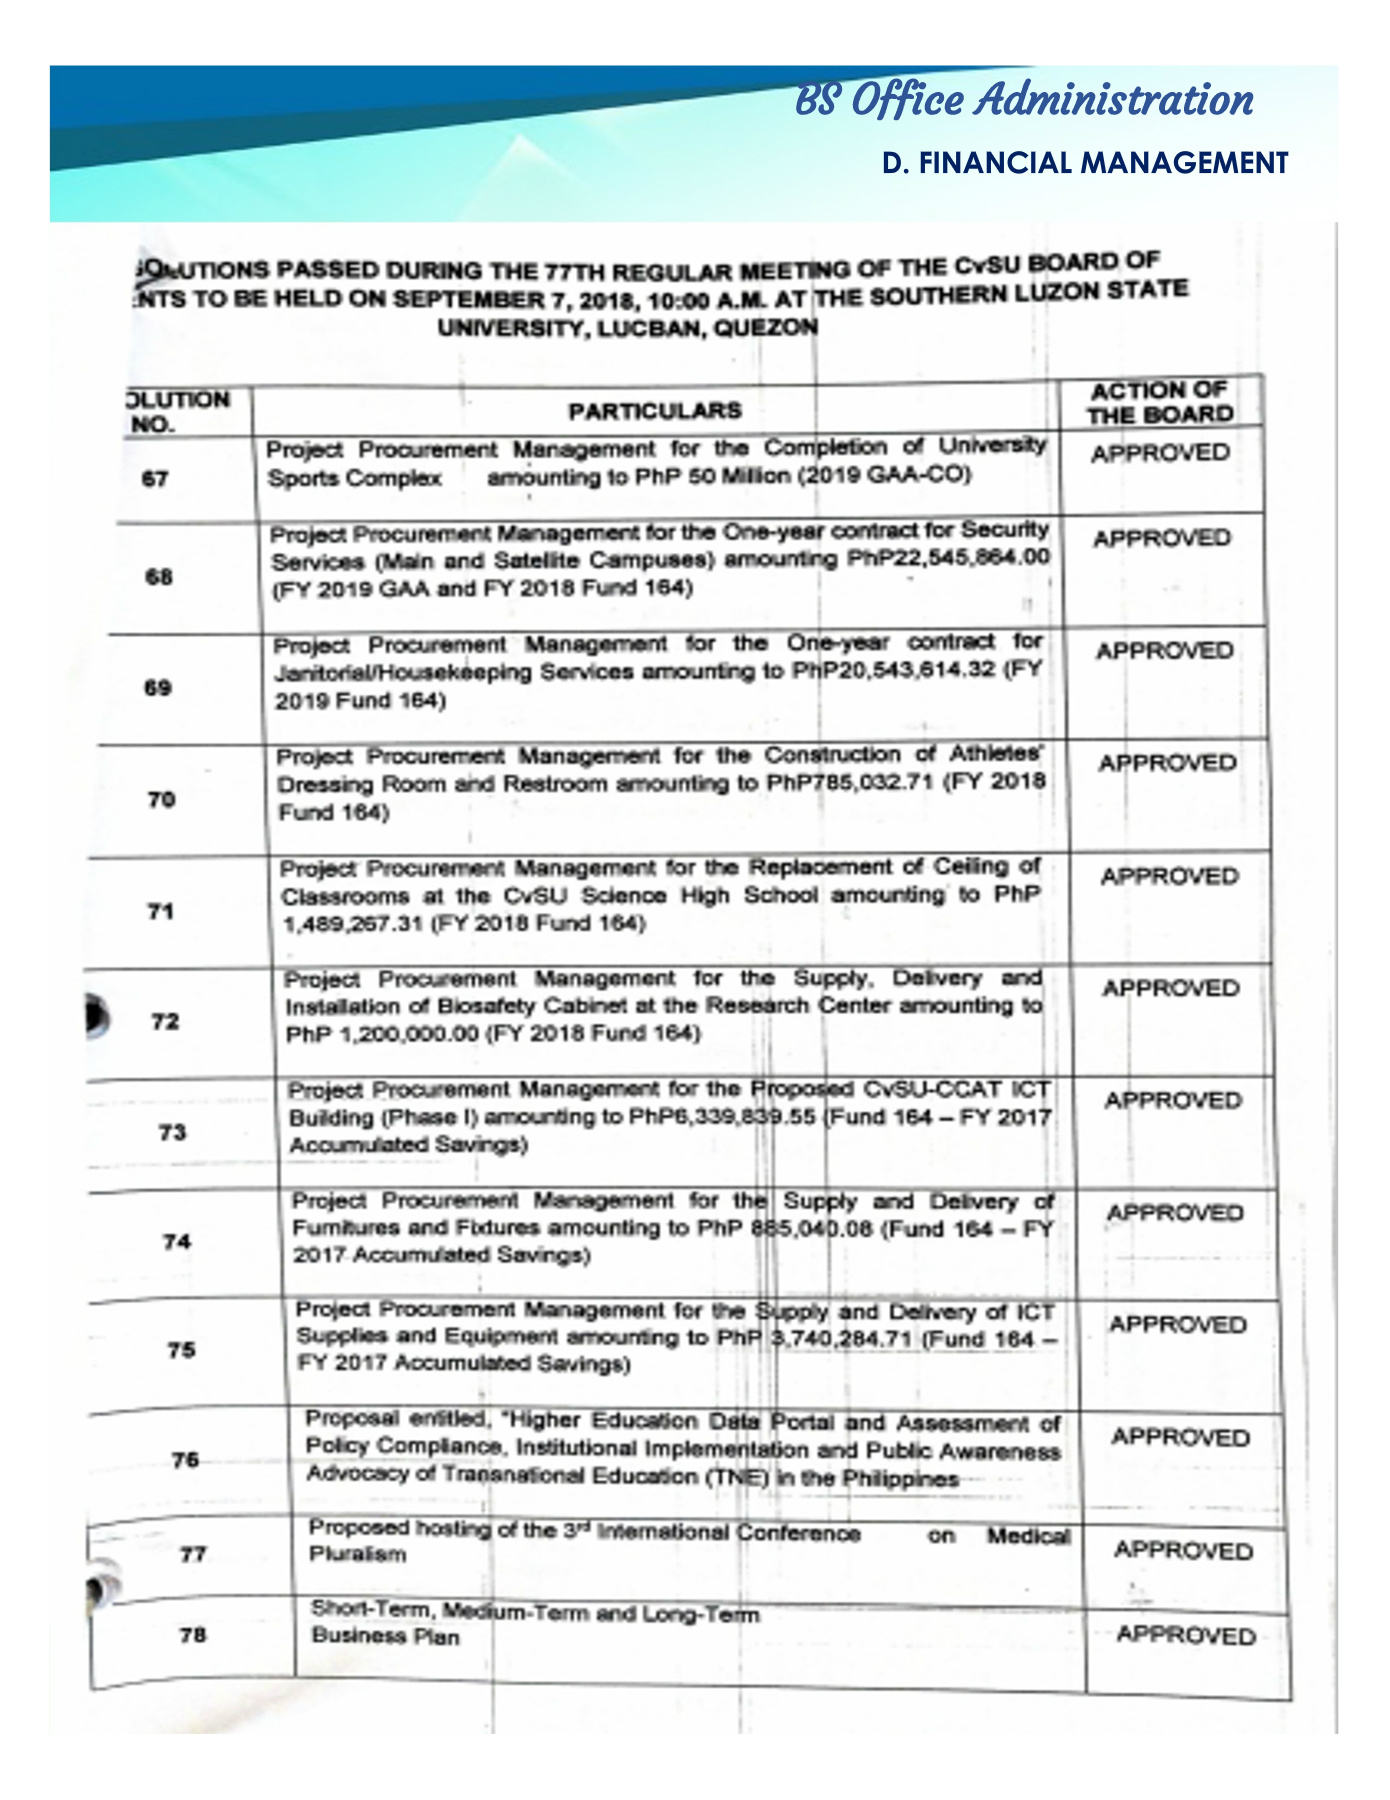 BS Office Administration
D. FINANCIAL MANAGEMENT
SOLUTIONS PASSED DURING THE 77TH REGULAR MEETING OF THE CvSU BOARD OF
ENTS TO BE HELD ON SEPTEMBER 7, 2018, 10:00 A.M. AT THE SOUTHERN LUZON STATE
UNIVERSITY, LUCBAN, QUEZON
OLUTION
NO.
PARTICULARS
ACTION OF
THE BOARD
67
Project Procurement Management for the Completion of University
Sports Complex amounting to PhP 50 Million (2019 GAA-CO)
APPROVED
68
Project Procurement Management for the One-year contract for Security
Services (Main and Satellite Campuses) amounting PhP22,545,864.00
(FY 2019 GAA and FY 2018 Fund 164)
APPROVED
69
Project Procurement Management for the One-year contract for
Janitorial/Housekeeping Services amounting to PhP20,543,614.32 (FY
2019 Fund 164)
APPROVED
70
Project Procurement Management for the Construction of Athletes'
Dressing Room and Restroom amounting to PhP785,032.71 (FY 2018
Fund 164)
APPROVED
71
Project Procurement Management for the Replacement of Ceiling of
Classrooms at the CvSU Science High School amounting to PhP
1,489,267.31 (FY 2018 Fund 164)
APPROVED
72
Project Procurement Management for the Supply, Delivery and
Installation of Biosafety Cabinet at the Research Center amounting to
PhP 1,200,000.00 (FY 2018 Fund 164)
APPROVED
73
Project Procurement Management for the Proposed CvSU-CCAT ICT
Building (Phase I) amounting to PhP6,339,839.55 (Fund 164 – FY 2017
Accumulated Savings)
APPROVED
74
Project Procurement Management for the Supply and Delivery of
Furnitures and Fixtures amounting to PhP 885,040.08 (Fund 164 – FY
2017 Accumulated Savings)
APPROVED
75
Project Procurement Management for the Supply and Delivery of ICT
Supplies and Equipment amounting to PhP 3,740,284.71 (Fund 164 –
FY 2017 Accumulated Savings)
APPROVED
76
Proposal entitled, "Higher Education Data Portal and Assessment of
Policy Compliance, Institutional Implementation and Public Awareness
Advocacy of Transnational Education (TNE) in the Philippines
APPROVED
77
Proposed hosting of the 3rd International Conference on Medical
Pluralism
APPROVED
78
Short-Term, Medium-Term and Long-Term
Business Plan
APPROVED